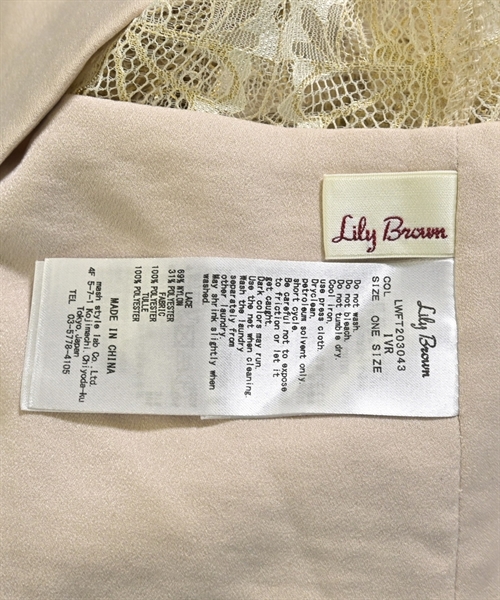 Lily Brown
Lily Brown
LWFT203043
COL IVR
SIZE ONE SIZE
Do not wash.
Do not bleach.
Do not tumble dry.
Cool iron.
use press cloth.
Dryclean.
petroleum solvent only.
short cycle.
Be careful not to expose
to friction or let it
get caught.
Dark colors may run.
Use the net when cleaning.
Wash the laundry
separately from
other laundry.
May shrink slightly when
washed.
LACE
69% NYLON
31% POLYESTER
FABRIC
100% POLYESTER
TULLE
100% POLYESTER
MADE IN CHINA
mash style lab Co., Ltd.
4F 5-7-1 Kojimachi, Chiyoda-ku
Tokyo, Japan
TEL 03-5778-4105